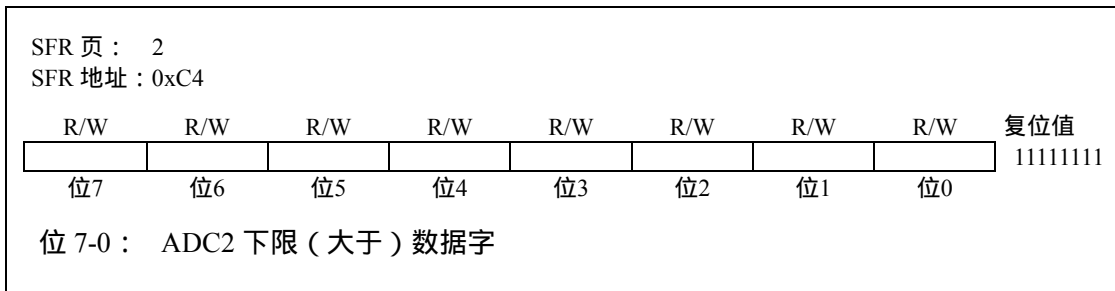 SFR 页： 2
SFR 地址：0xC4
R/W R/W R/W R/W R/W R/W R/W R/W 复位值
11111111
位7 位6 位5 位4 位3 位2 位1 位0
位 7-0： ADC2 下限（大于）数据字